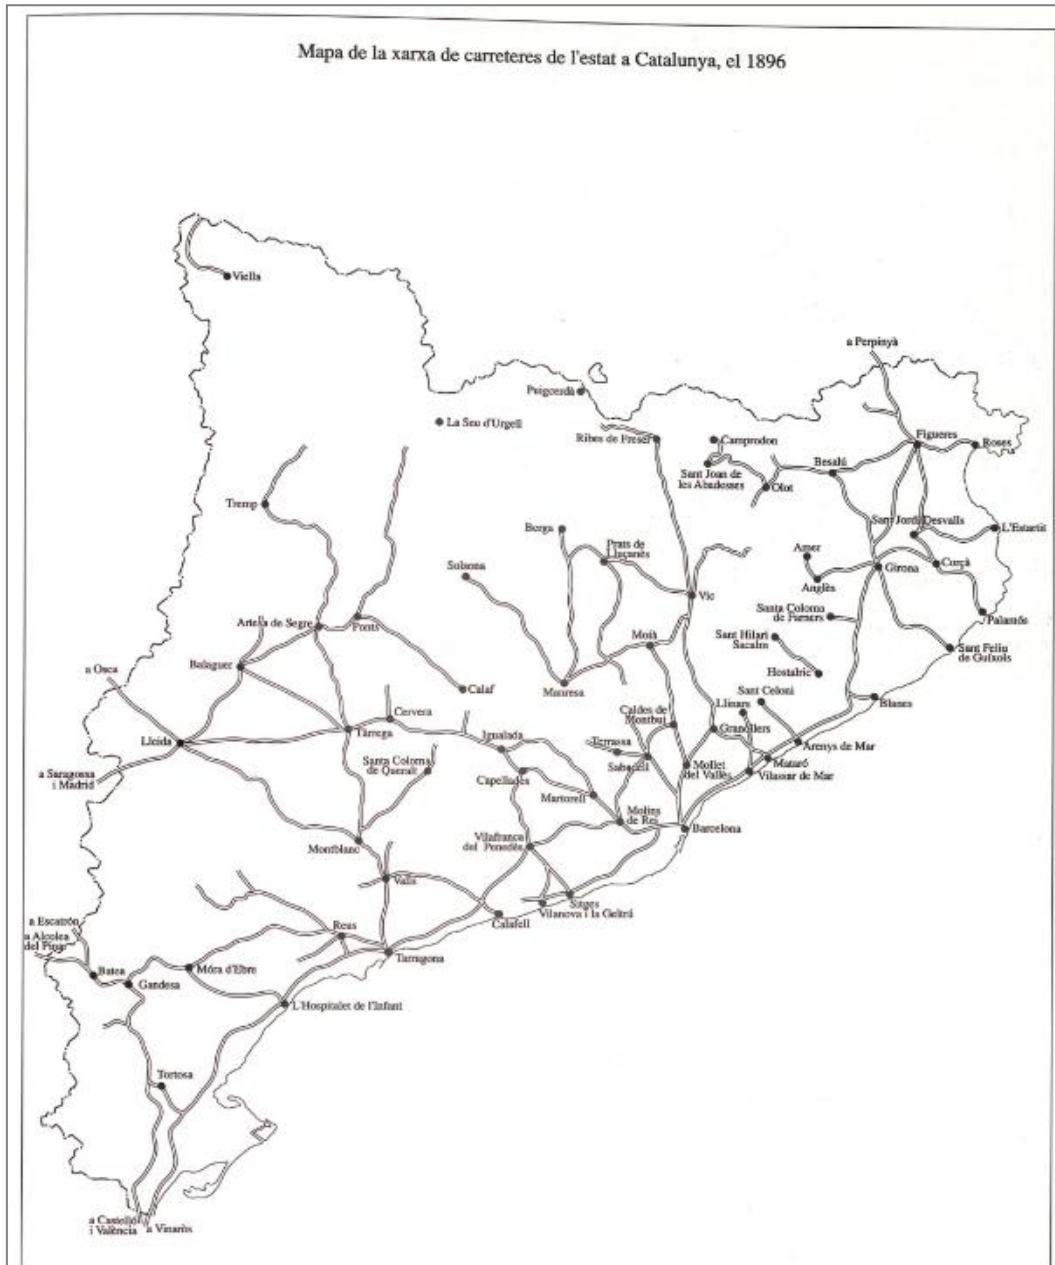 Mapa de la xarxa de carreteres de l'estat a Catalunya, el 1896
Viella
a Perpinyà
Puigcerdà
La Seu d'Urgell
Ribes de Freser
Camprodon
Figueres
Roses
Sant Joan de
les Abadesses
Besalú
Olot
Tremp
Sant Jordi Desvalls
L'Estartit
Berga
Prats de
Lluçanès
Amer
Corçà
Solsona
Girona
Anglès
Vic
Santa Coloma
de Farners
Palamós
Artesa de Segre
Ponts
Moià
Sant Hilari
Sacalm
Sant Feliu
de Guíxols
a Osca
Balaguer
Hostalric
Calaf
Manresa
Sant Celoni
Blanes
Llinars
Cervera
Caldes de
Montbui
Lleida
Tàrrega
Igualada
Terrassa
Granollers
Arenys de Mar
Santa Coloma
de Queralt
Sabadell
Mollet
del Vallès
Mataró
Vilassar de Mar
a Saragossa
i Madrid
Capellades
Martorell
Molins
de Rei
Barcelona
Montblanc
Vilafranca
del Penedès
Valls
Sitges
Vilanova i la Geltrú
Calafell
a Escatrón
a Alcolea
del Pinar
Reus
Tarragona
Batea
Gandesa
Móra d'Ebre
L'Hospitalet de l'Infant
Tortosa
a Castelló
i València
a Vinaròs